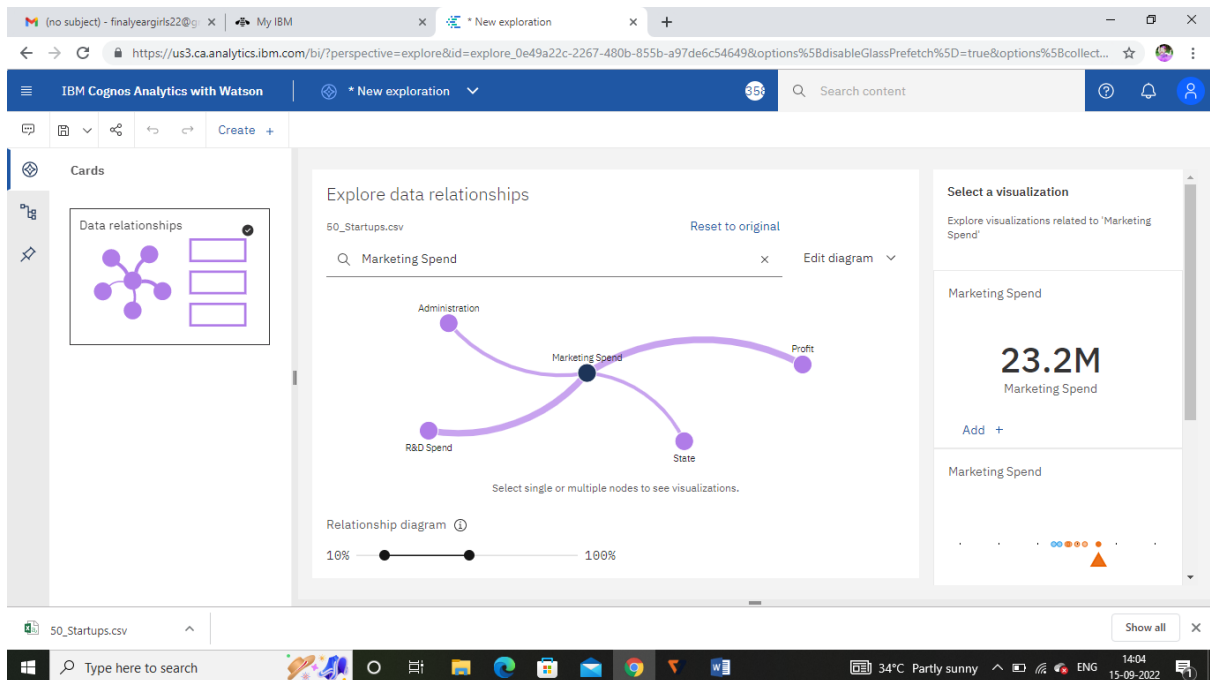 (no subject) - finalyeargirls22@g
My IBM
* New exploration
https://us3.ca.analytics.ibm.com/bi/?perspective=explore&id=explore_0e49a22c-2267-480b-855b-a97de6c54649&options%5BdisableGlassPrefetch%5D=true&options%5Bcollect...
IBM Cognos Analytics with Watson
* New exploration
358
Search content
Create +
Cards
Data relationships
Explore data relationships
50_Startups.csv
Reset to original
Marketing Spend
Edit diagram
Administration
Marketing Spend
Profit
R&D Spend
State
Select single or multiple nodes to see visualizations.
Relationship diagram
10%
100%
Select a visualization
Explore visualizations related to 'Marketing
Spend'
Marketing Spend
23.2M
Marketing Spend
Add +
Marketing Spend
50_Startups.csv
Show all
Type here to search
34°C Partly sunny
ENG
14:04
15-09-2022
1